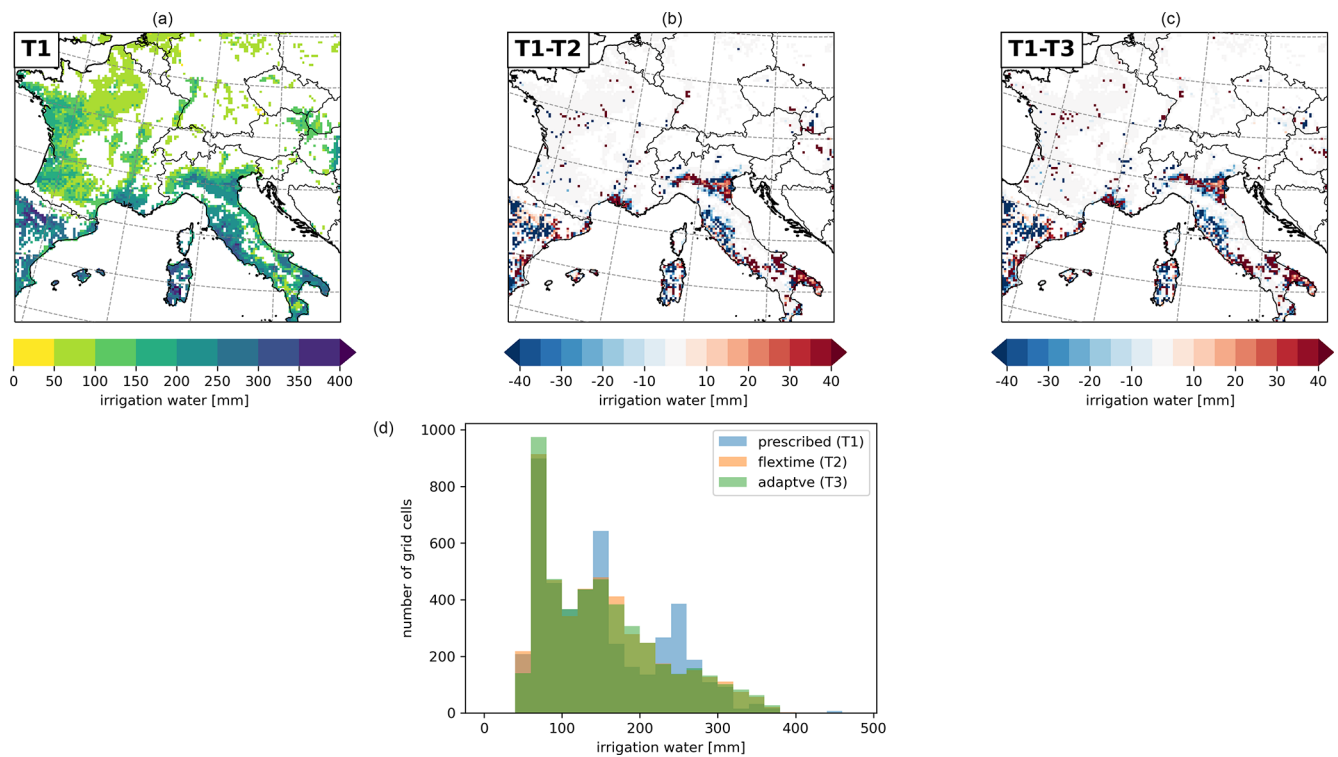 (a)
(b)
(c)
T1
T1-T2
T1-T3
0 50 100 150 200 250 300 350 400
irrigation water [mm]
-40 -30 -20 -10 10 20 30 40
irrigation water [mm]
-40 -30 -20 -10 10 20 30 40
irrigation water [mm]
(d)
number of grid cells
1000
800
600
400
200
0
prescribed (T1)
flextime (T2)
adaptve (T3)
0 100 200 300 400 500
irrigation water [mm]